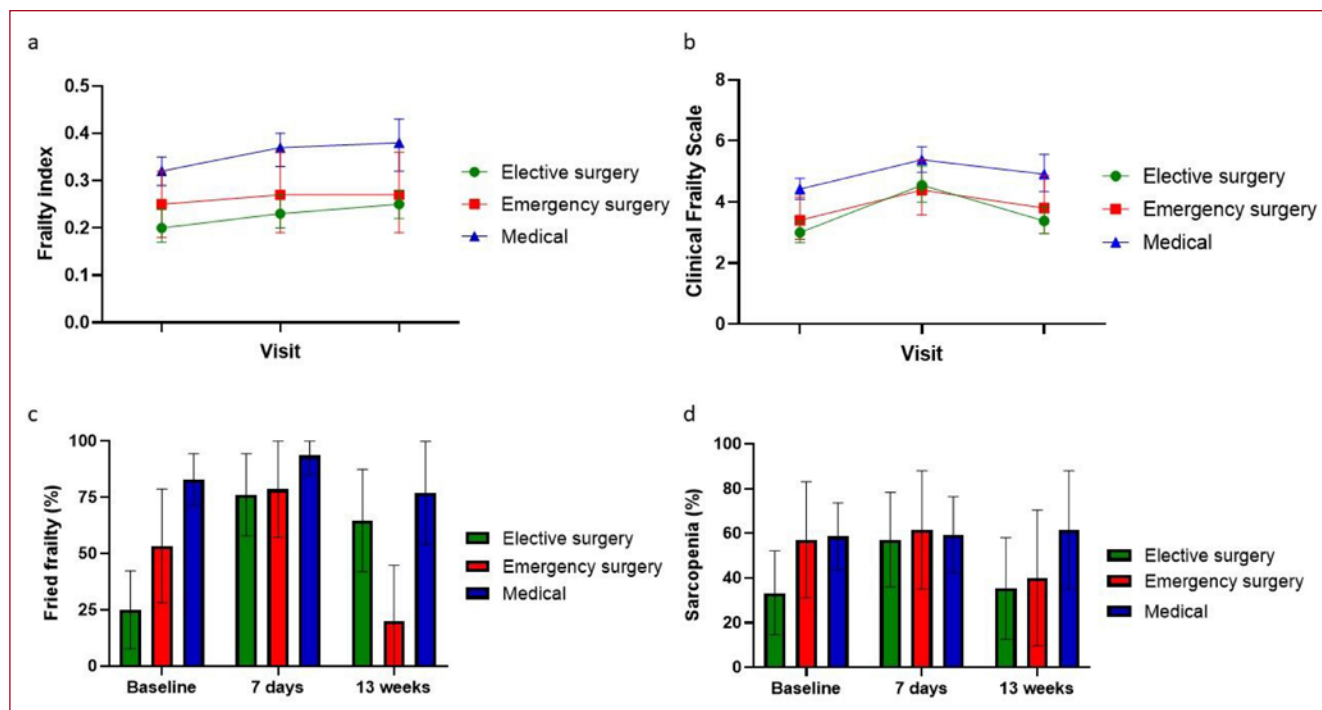 a
Frailty index
0.5
0.4
0.3
0.2
0.1
0.0
Visit
Elective surgery
Emergency surgery
Medical
b
Clinical Frailty Scale
8
6
4
2
0
Visit
Elective surgery
Emergency surgery
Medical
c
Fried frailty (%)
100
75
50
25
0
Baseline 7 days 13 weeks
Elective surgery
Emergency surgery
Medical
d
Sarcopenia (%)
100
80
60
40
20
0
Baseline 7 days 13 weeks
Elective surgery
Emergency surgery
Medical